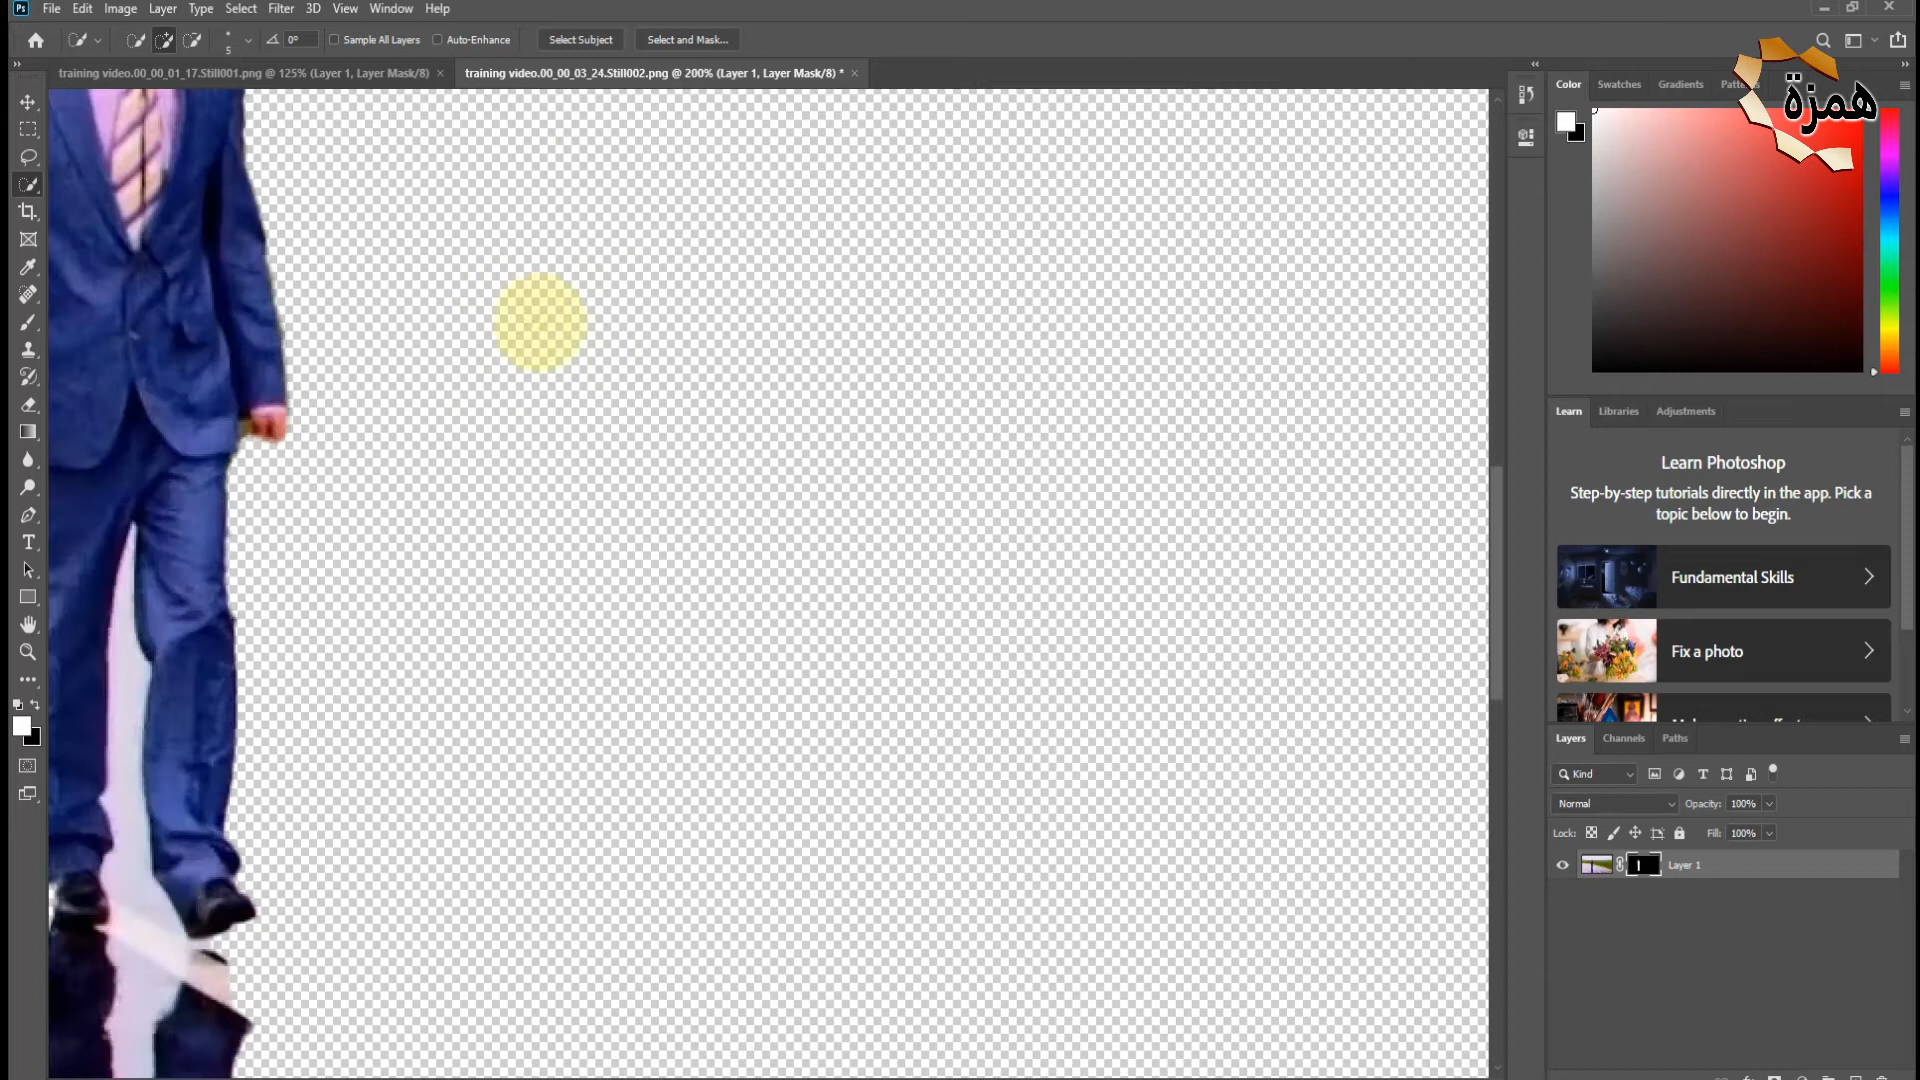 File Edit Image Layer Type Select Filter 3D View Window Help
5 0° Sample All Layers Auto-Enhance Select Subject Select and Mask...
training video.00_00_01_17.Still001.png @ 125% (Layer 1, Layer Mask/8) × training video.00_00_03_24.Still002.png @ 200% (Layer 1, Layer Mask/8) * ×
Color Swatches Gradients
همزة
Learn Libraries Adjustments
Learn Photoshop
Step-by-step tutorials directly in the app. Pick a
topic below to begin.
Fundamental Skills
Fix a photo
Layers Channels Paths
Kind
Normal Opacity: 100%
Lock: Fill: 100%
Layer 1